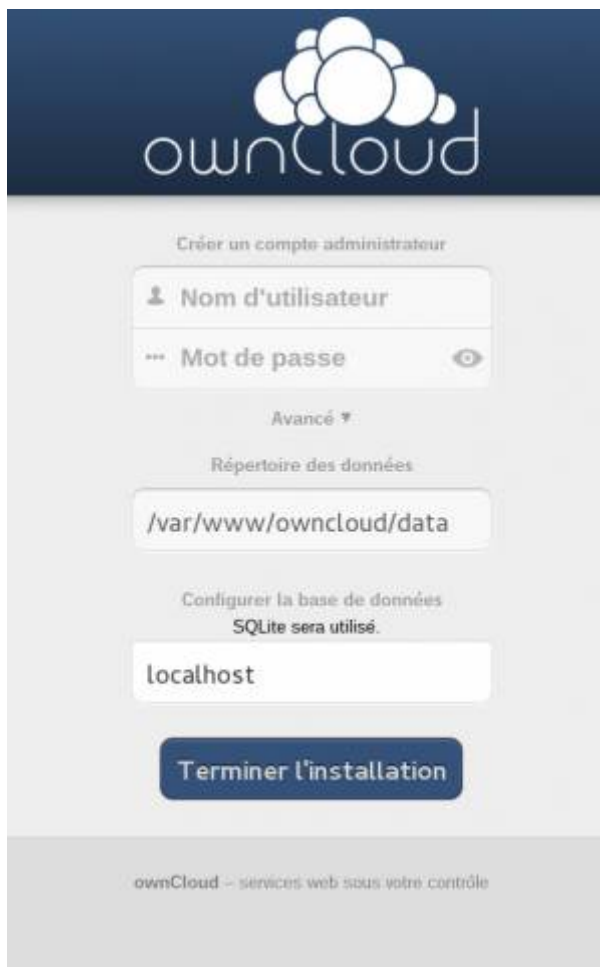 ownCloud
Créer un compte administrateur
Nom d'utilisateur
Mot de passe
Avancé ▼
Répertoire des données
/var/www/owncloud/data
Configurer la base de données
SQLite sera utilisé.
localhost
Terminer l'installation
ownCloud – services web sous votre contrôle